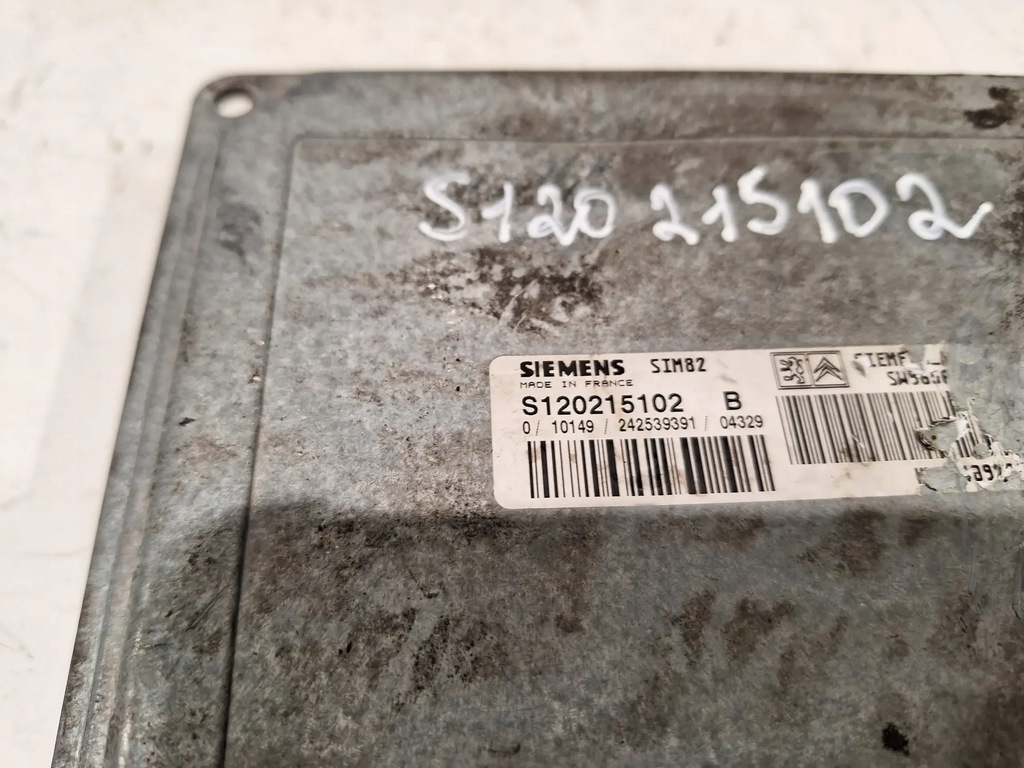 S120 215102
SIEMENS SIM82
MADE IN FRANCE
S120215102 B
0/ 10149 / 242539391 / 04329